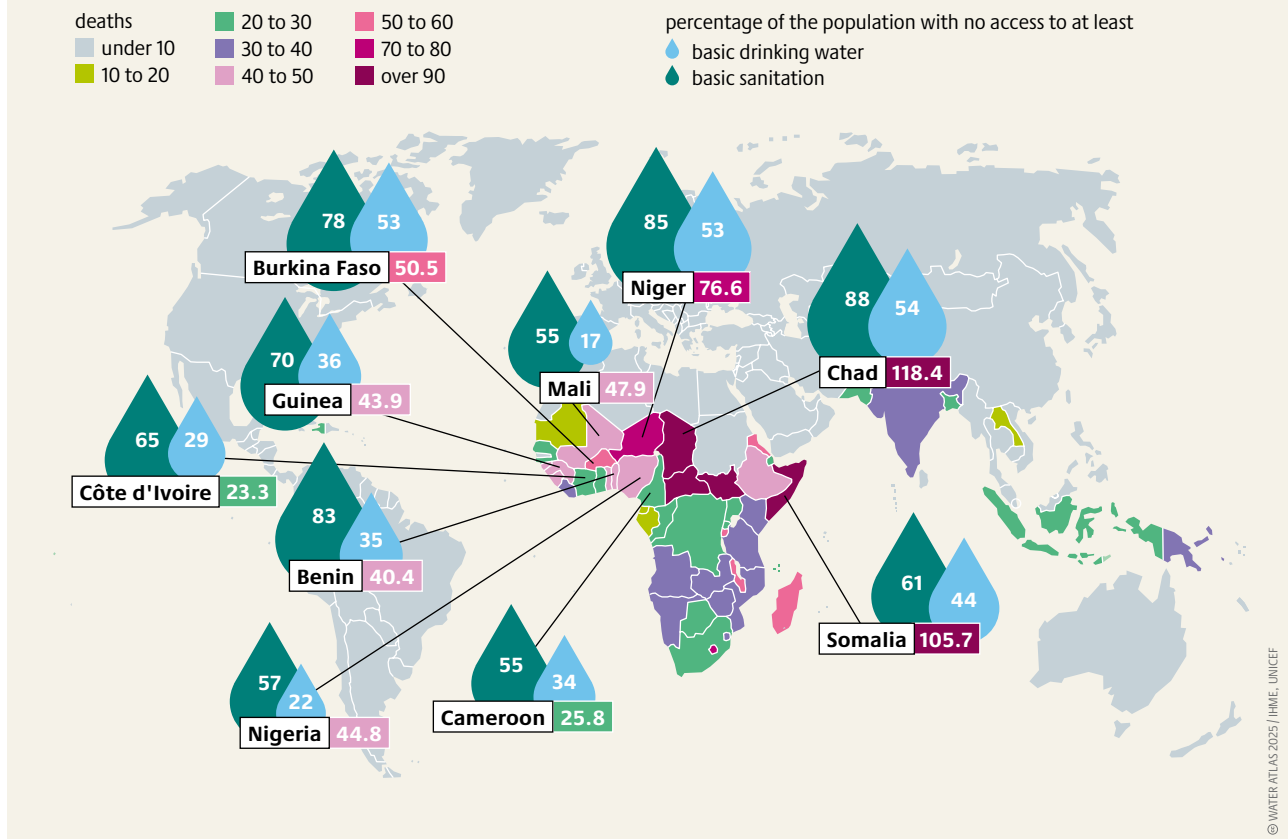 deaths
under 10
10 to 20
20 to 30
30 to 40
40 to 50
50 to 60
70 to 80
over 90
percentage of the population with no access to at least
basic drinking water
basic sanitation
78 53
Burkina Faso 50.5
85 53
Niger 76.6
88 54
Chad 118.4
55 17
Mali 47.9
70 36
Guinea 43.9
65 29
Côte d'Ivoire 23.3
83 35
Benin 40.4
61 44
Somalia 105.7
57 22
Nigeria 44.8
55 34
Cameroon 25.8
© WATER ATLAS 2025 / IHME, UNICEF